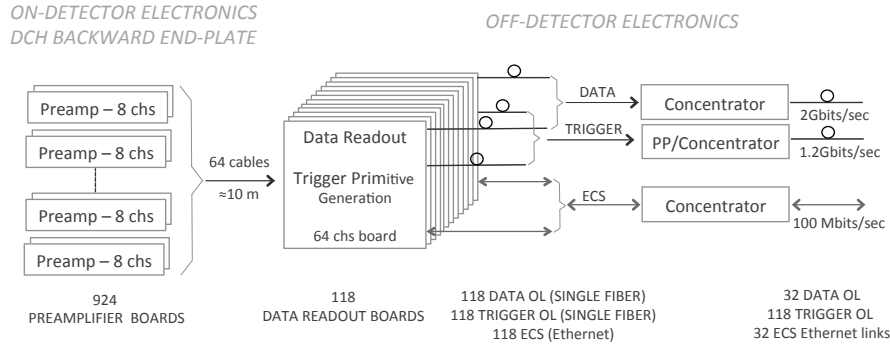 ON-DETECTOR ELECTRONICS
DCH BACKWARD END-PLATE
OFF-DETECTOR ELECTRONICS
Preamp – 8 chs
Preamp – 8 chs
Preamp – 8 chs
Preamp – 8 chs
64 cables
≈10 m
Data Readout
Trigger Primitive
Generation
64 chs board
DATA
TRIGGER
ECS
Concentrator
2Gbits/sec
PP/Concentrator
1.2Gbits/sec
Concentrator
100 Mbits/sec
924
PREAMPLIFIER BOARDS
118
DATA READOUT BOARDS
118 DATA OL (SINGLE FIBER)
118 TRIGGER OL (SINGLE FIBER)
118 ECS (Ethernet)
32 DATA OL
118 TRIGGER OL
32 ECS Ethernet links